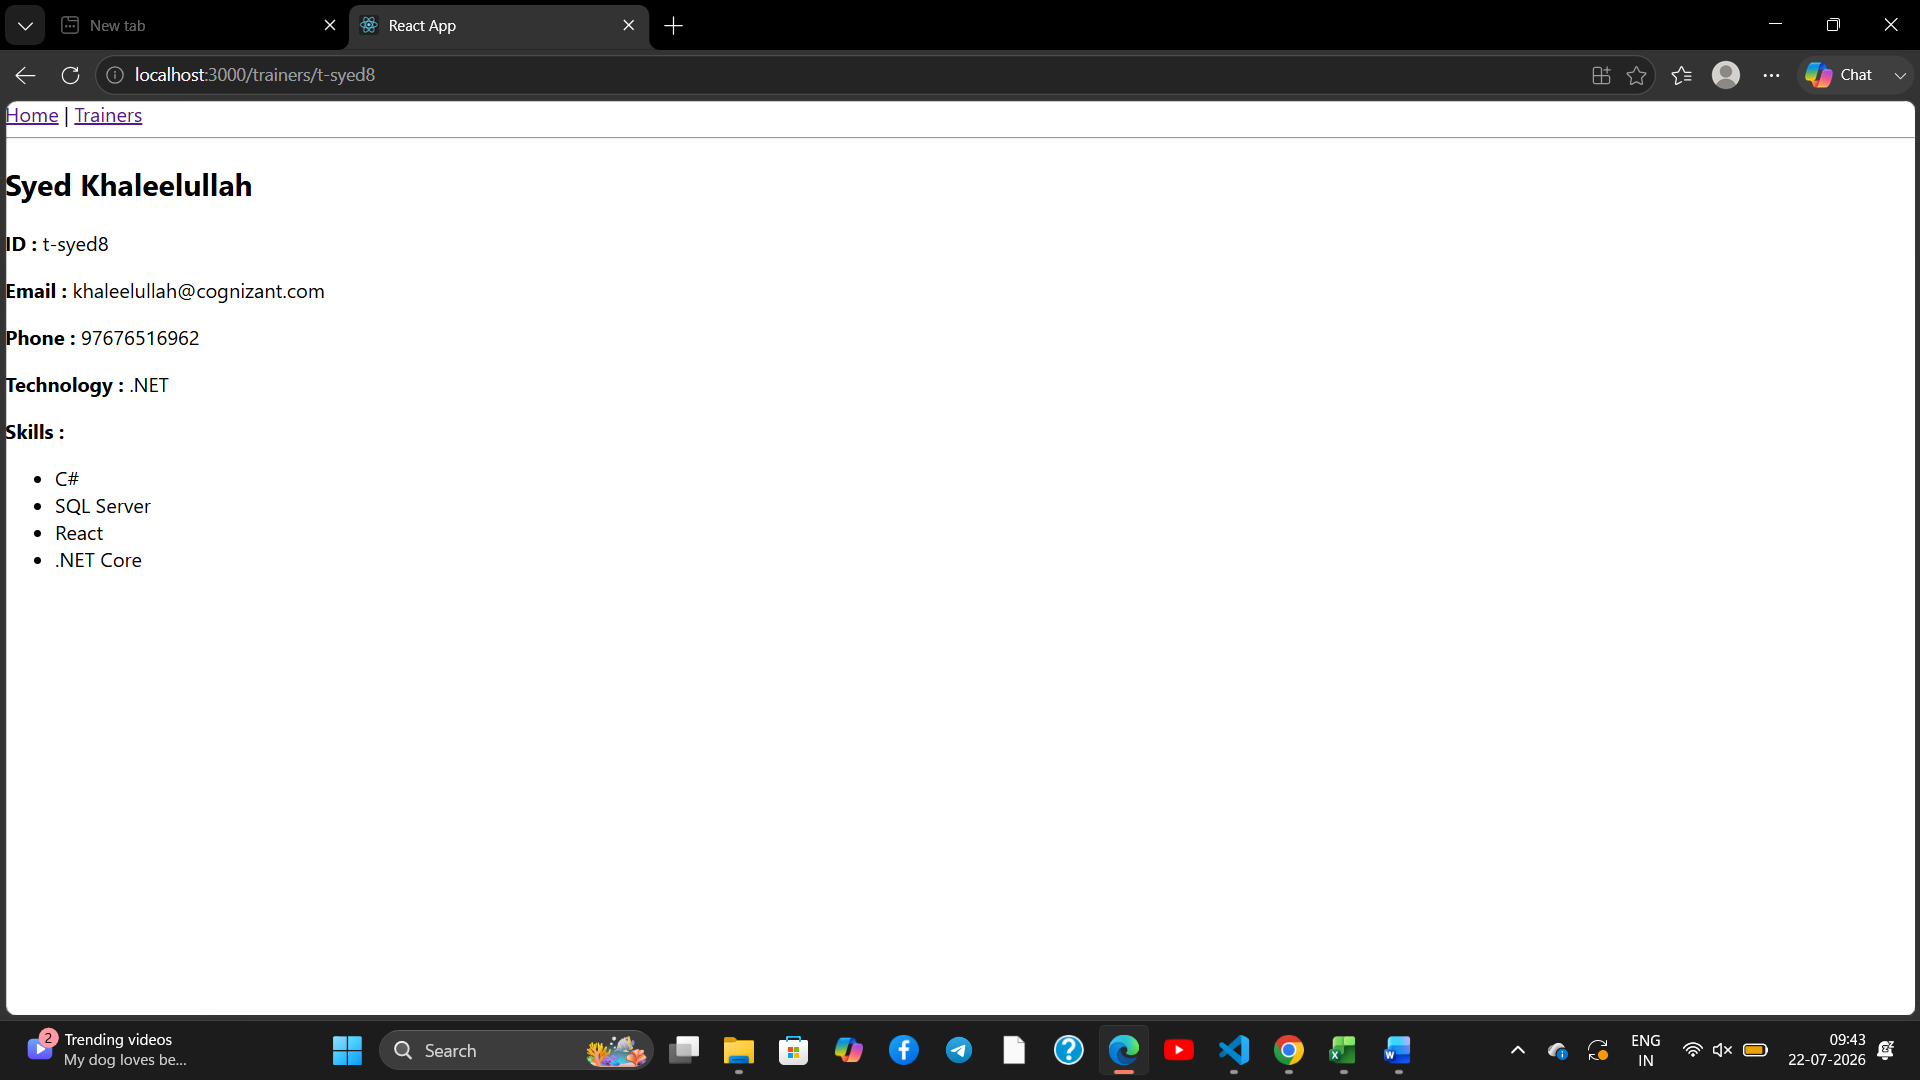 New tab
React App
localhost:3000/trainers/t-syed8
Chat
Home | Trainers
Syed Khaleelullah
ID : t-syed8
Email : khaleelullah@cognizant.com
Phone : 97676516962
Technology : .NET
Skills :
• C#
• SQL Server
• React
• .NET Core
2
Trending videos
My dog loves be...
Search
ENG
IN
09:43
22-07-2026